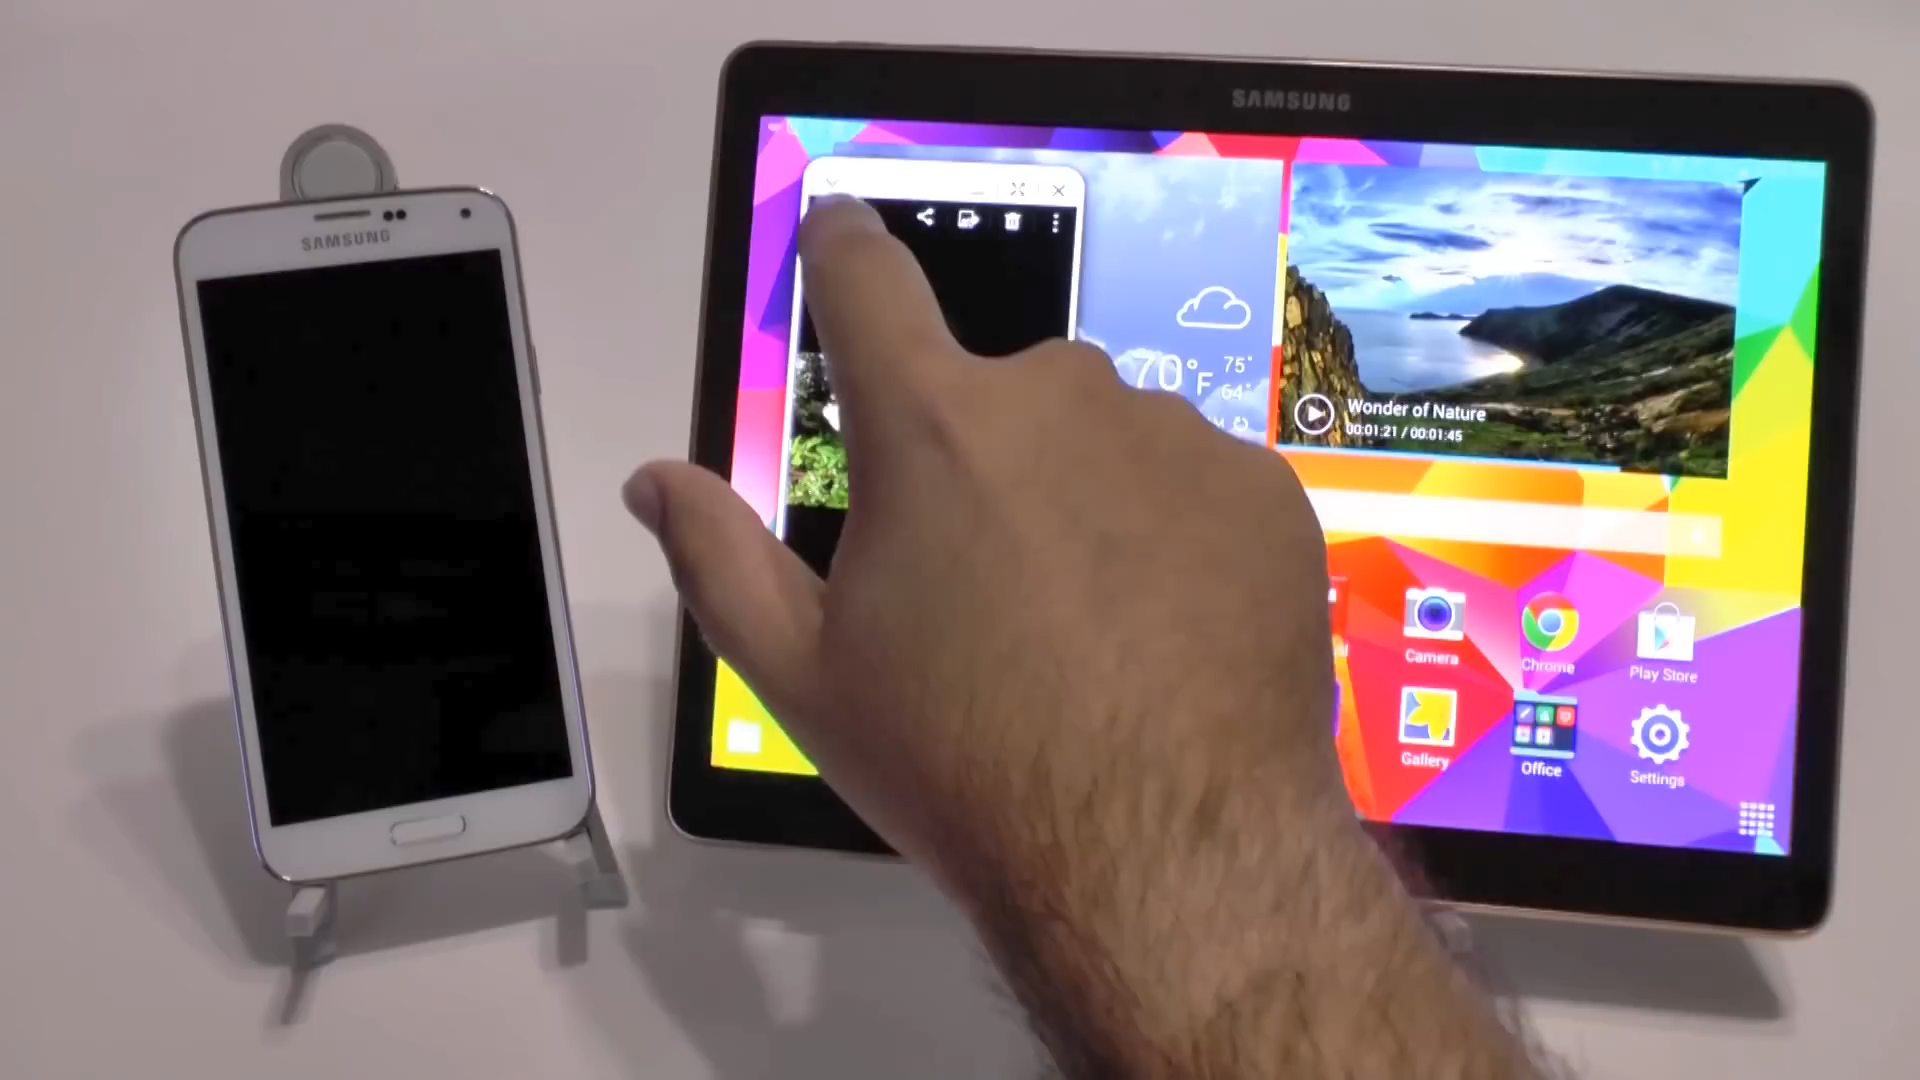 SAMSUNG
SAMSUNG
70°F
75°
64°
Wonder of Nature
00:01:21 / 00:01:45
Camera
Chrome
Play Store
Gallery
Office
Settings